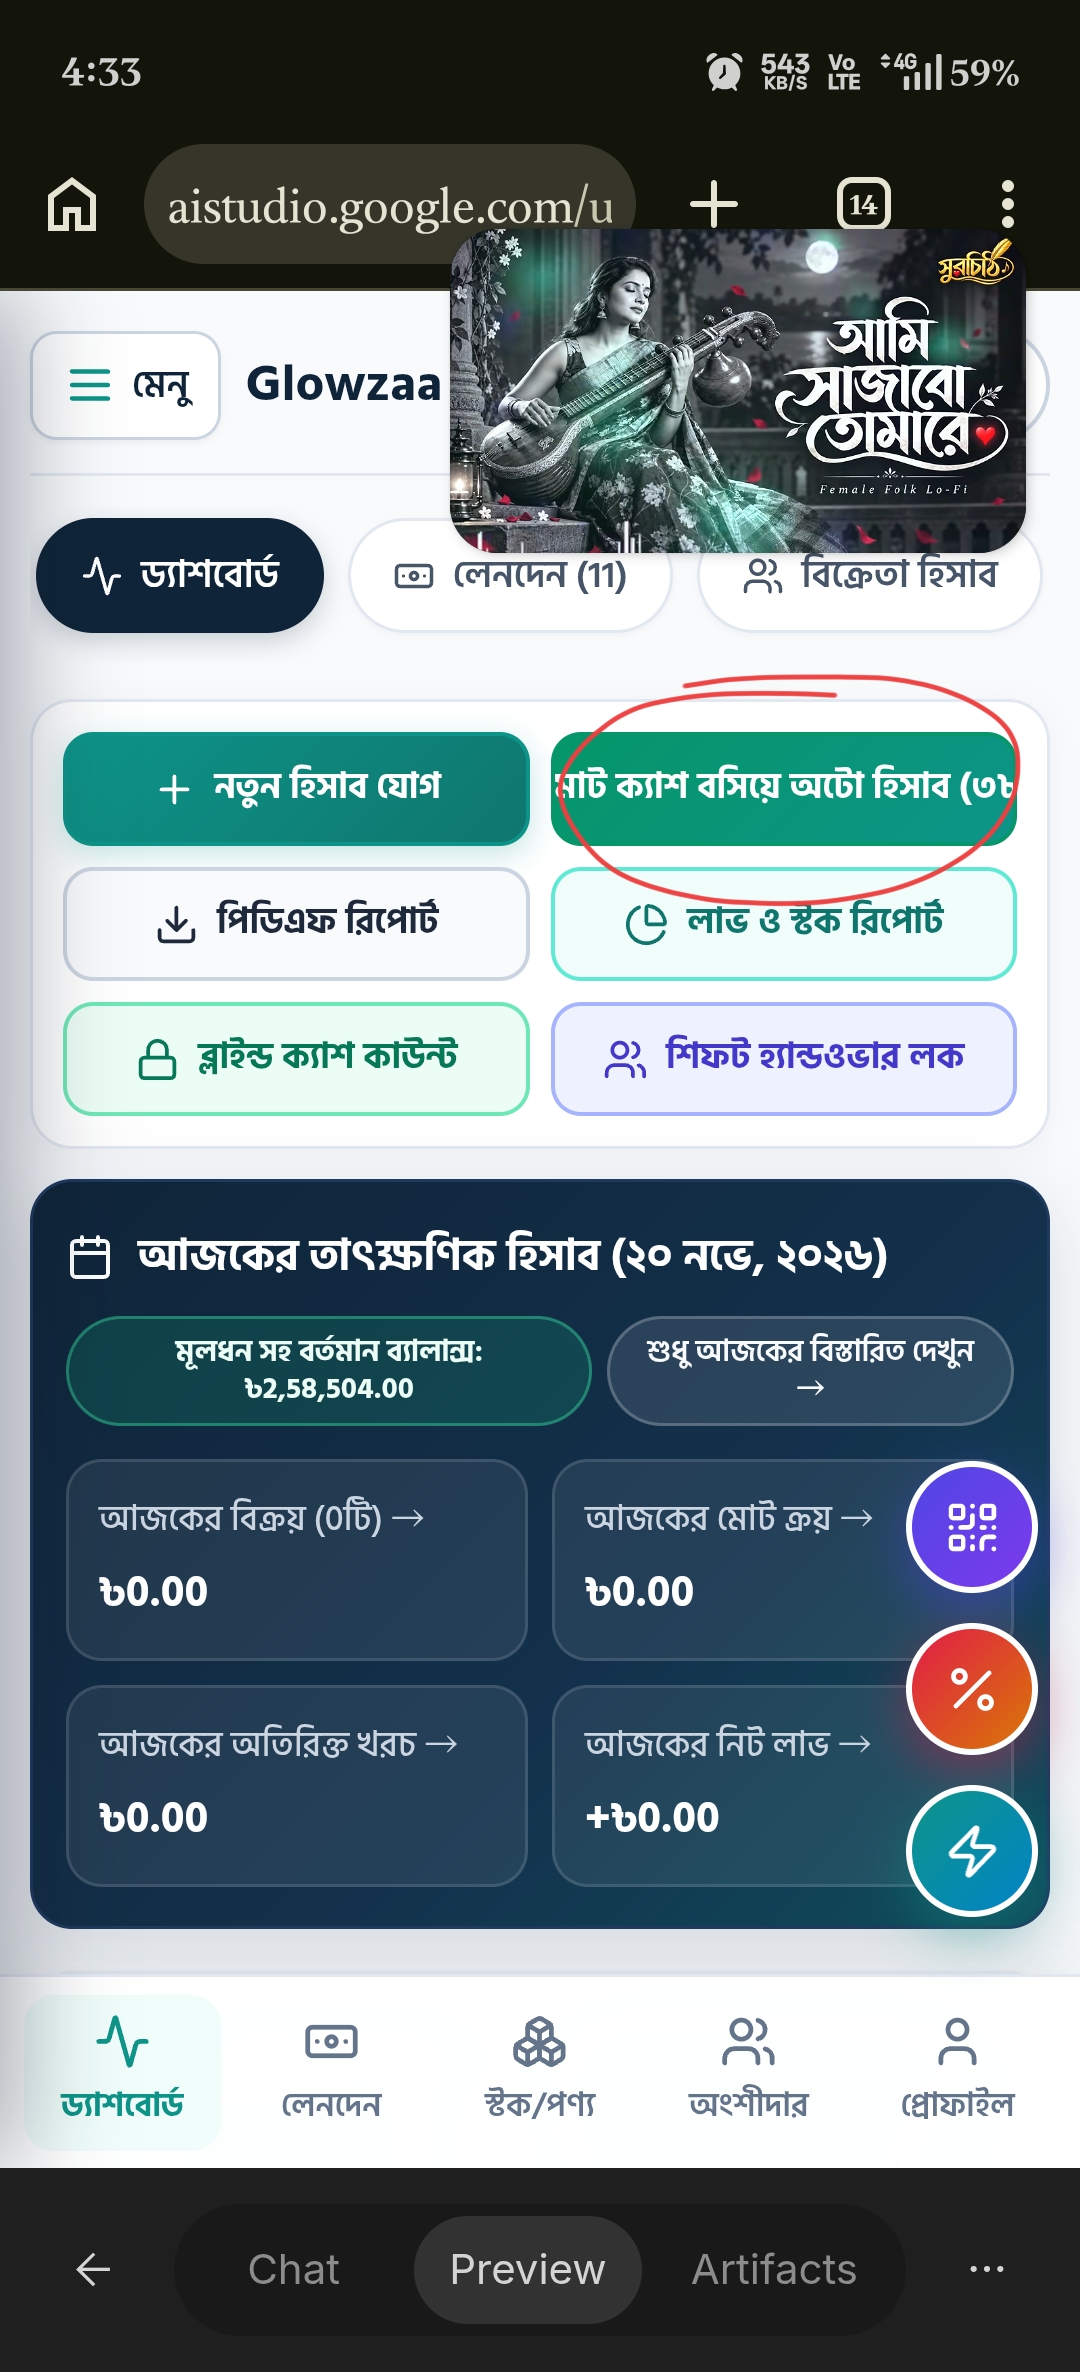 4:33
543 KB/S
Vo LTE
4G
59%
aistudio.google.com/u
14
সুরচিঠি
আমি
সাজাবো
তোমারে
Female Folk Lo-Fi
মেনু
Glowzaa
ড্যাশবোর্ড
লেনদেন (11)
বিক্রেতা হিসাব
+ নতুন হিসাব যোগ
মাট ক্যাশ বসিয়ে অটো হিসাব (৩৮
পিডিএফ রিপোর্ট
লাভ ও স্টক রিপোর্ট
ব্লাইন্ড ক্যাশ কাউন্ট
শিফট হ্যান্ডওভার লক
আজকের তাৎক্ষণিক হিসাব (২০ নভে, ২০২৬)
মূলধন সহ বর্তমান ব্যালান্স:
৳2,58,504.00
শুধু আজকের বিস্তারিত দেখুন
→
আজকের বিক্রয় (0টি) →
৳0.00
আজকের মোট ক্রয় →
৳0.00
আজকের অতিরিক্ত খরচ →
৳0.00
আজকের নিট লাভ →
+৳0.00
ড্যাশবোর্ড
লেনদেন
স্টক/পণ্য
অংশীদার
প্রোফাইল
Chat
Preview
Artifacts